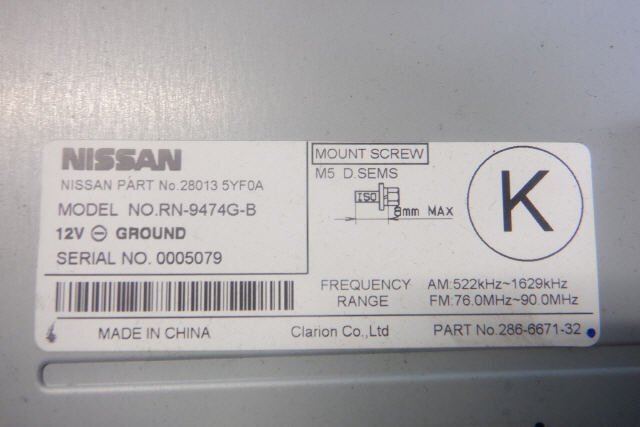 NISSAN
NISSAN PART No.28013 5YF0A
MODEL NO.RN-9474G-B
12V ⊖ GROUND
SERIAL NO. 0005079
MOUNT SCREW
M5 D.SEMS
ISO
8mm MAX
K
FREQUENCY RANGE
AM:522kHz~1629kHz
FM:76.0MHz~90.0MHz
MADE IN CHINA
Clarion Co.,Ltd
PART No.286-6671-32